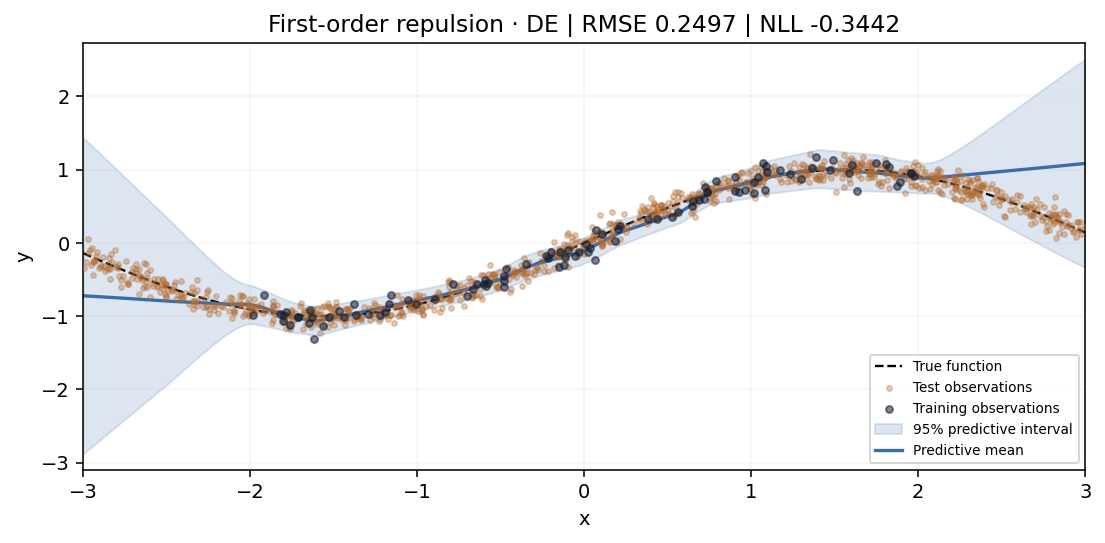 First-order repulsion · DE | RMSE 0.2497 | NLL -0.3442
y
2
1
0
−1
−2
−3
−3
−2
−1
0
1
2
3
x
True function
Test observations
Training observations
95% predictive interval
Predictive mean